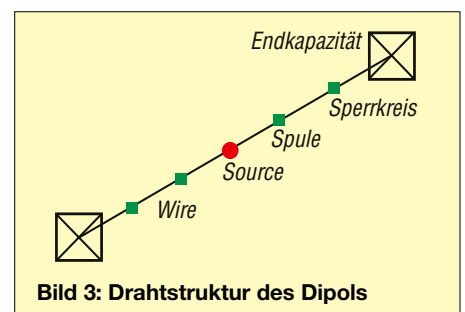 Endkapazität
Sperrkreis
Spule
Source
Wire
Bild 3: Drahtstruktur des Dipols